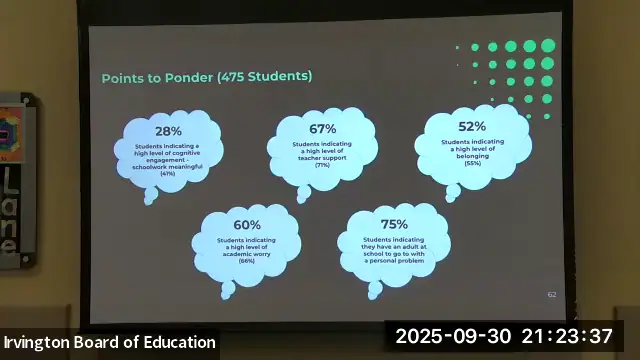 Points to Ponder (475 Students)
28%
Students indicating a
high level of cognitive
engagement -
schoolwork meaningful
(41%)
67%
Students indicating
a high level of
teacher support
(71%)
52%
Students indicating
a high level of
belonging
(55%)
60%
Students indicating
a high level of
academic worry
(66%)
75%
Students indicating
they have an adult at
school to go to with
a personal problem
62
Lane
Irvington Board of Education
2025-09-30 21:23:37